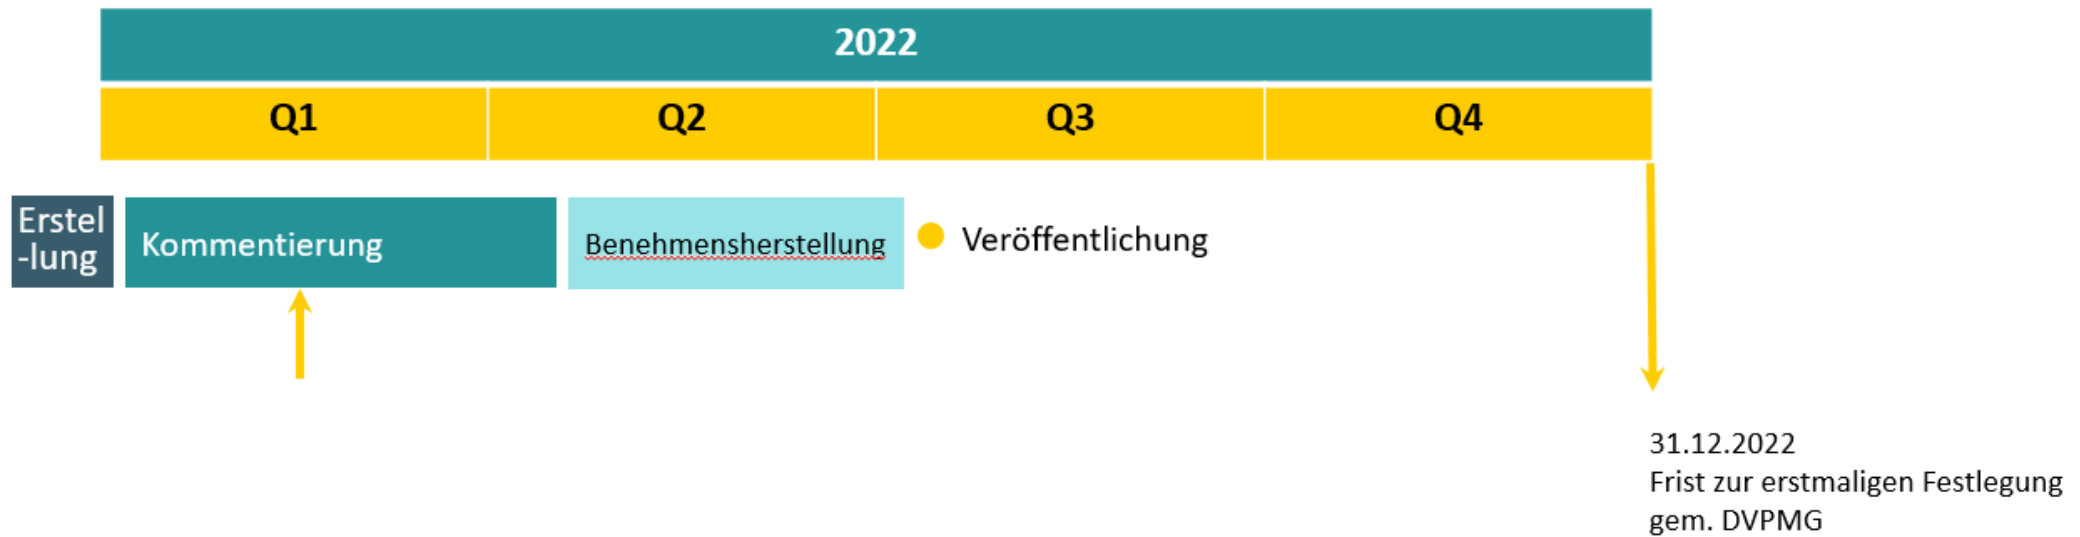 2022
Q1 Q2 Q3 Q4
Erstel
-lung
Kommentierung
Benehmensherstellung
Veröffentlichung
31.12.2022
Frist zur erstmaligen Festlegung
gem. DVPMG